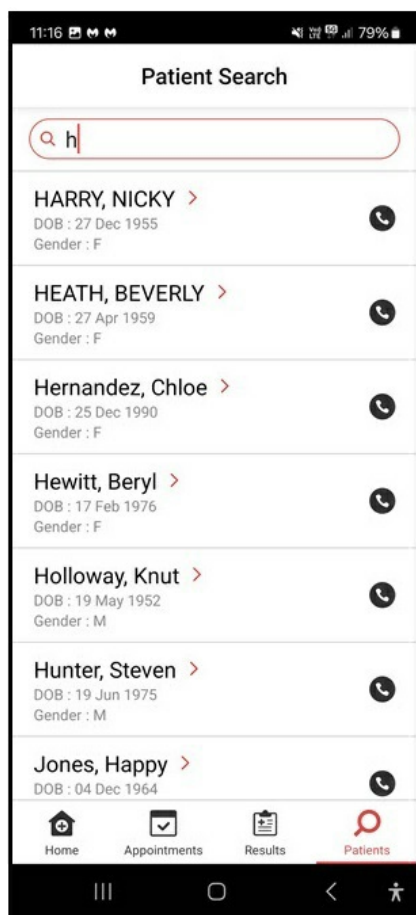 11:16 79%
Patient Search
h
HARRY, NICKY
DOB : 27 Dec 1955
Gender : F
HEATH, BEVERLY
DOB : 27 Apr 1959
Gender : F
Hernandez, Chloe
DOB : 25 Dec 1990
Gender : F
Hewitt, Beryl
DOB : 17 Feb 1976
Gender : F
Holloway, Knut
DOB : 19 May 1952
Gender : M
Hunter, Steven
DOB : 19 Jun 1975
Gender : M
Jones, Happy
DOB : 04 Dec 1964
Home Appointments Results Patients